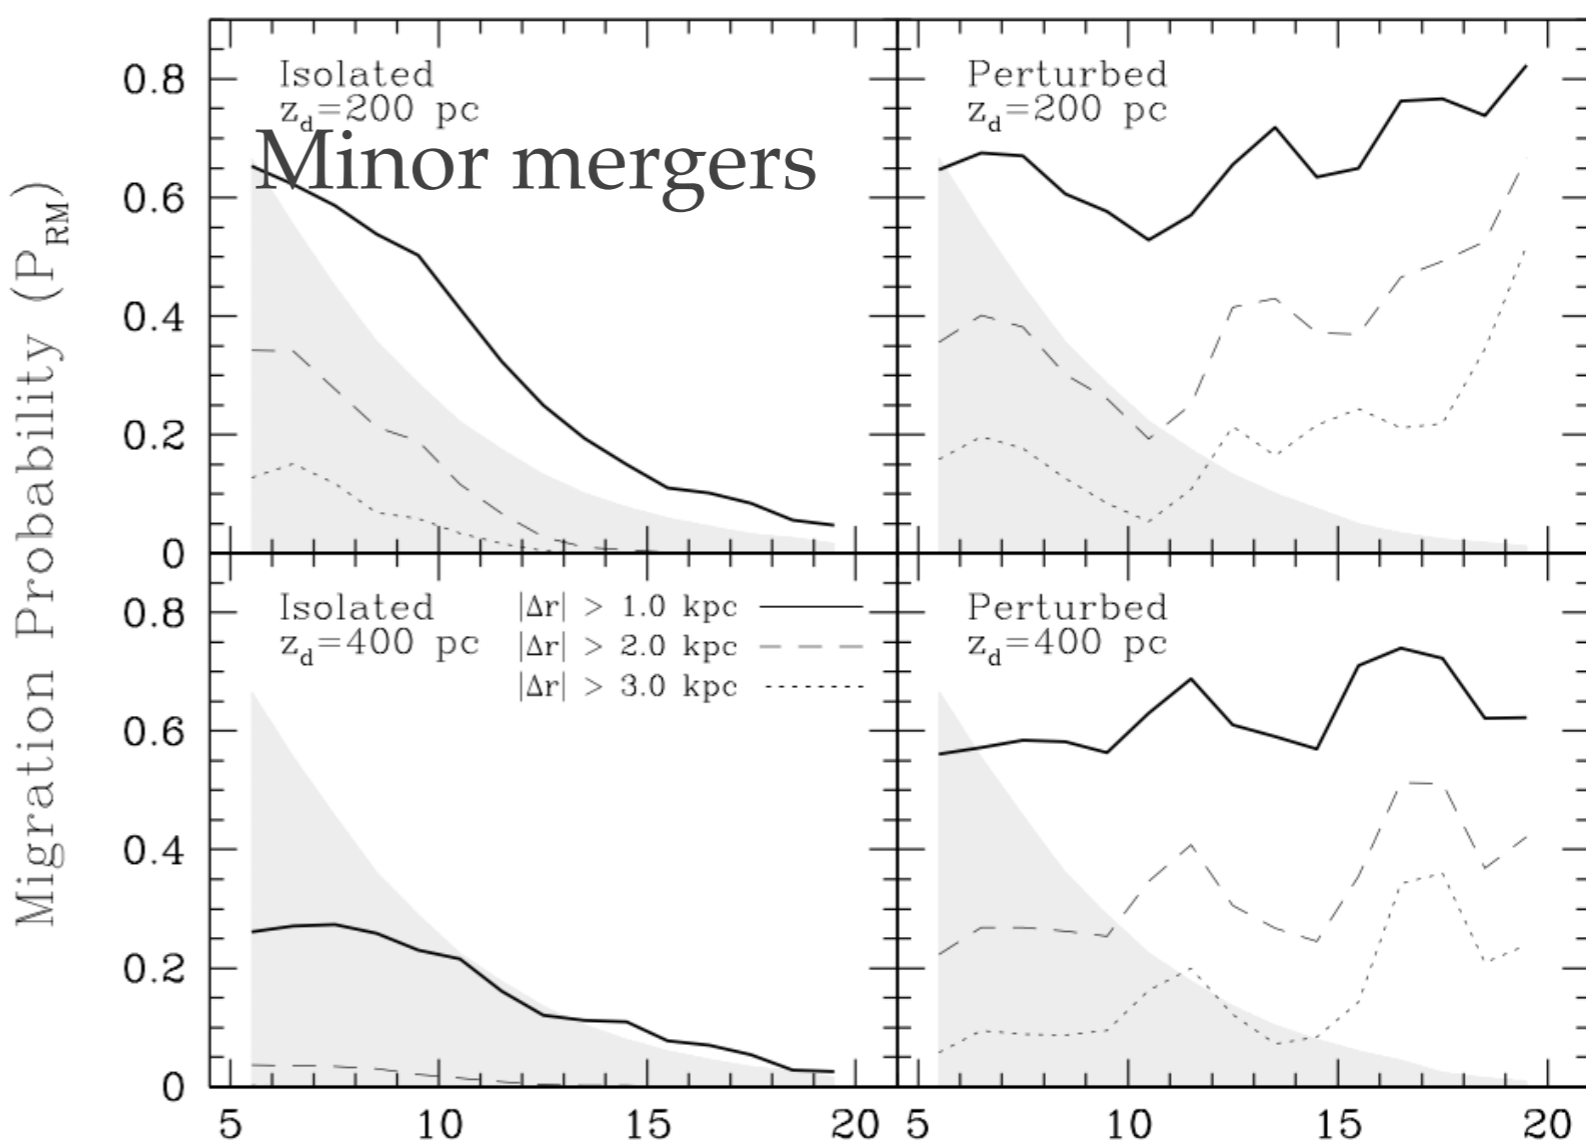 Isolated
z_d=200 pc
Minor mergers
Perturbed
z_d=200 pc
0.8
0.6
0.4
0.2
0
Migration Probability (P_RM)
Isolated
z_d=400 pc
|Δr| > 1.0 kpc
|Δr| > 2.0 kpc
|Δr| > 3.0 kpc
Perturbed
z_d=400 pc
0.8
0.6
0.4
0.2
0
5 10 15 20 5 10 15 20